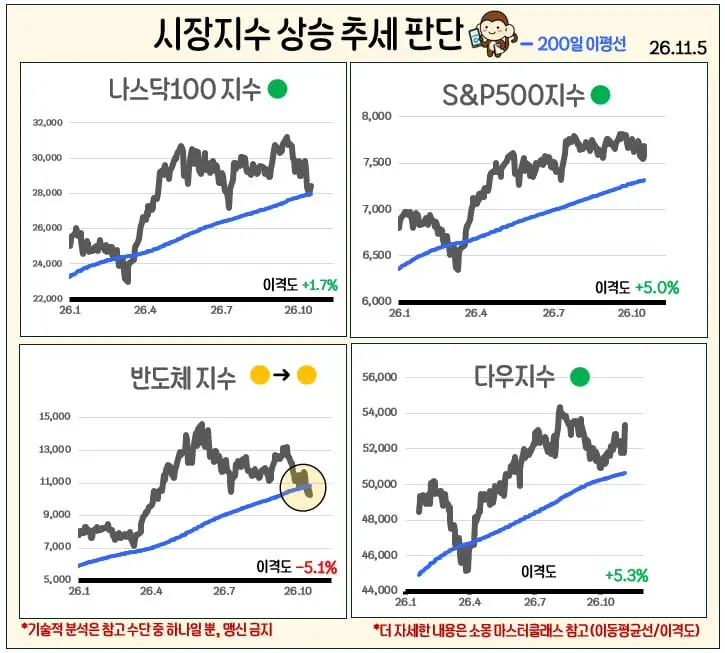 시장지수 상승 추세 판단
200일 이평선
26.11.5
나스닥100 지수
32,000
30,000
28,000
26,000
24,000
22,000
이격도 +1.7%
26.1 26.4 26.7 26.10
S&P500지수
8,000
7,500
7,000
6,500
6,000
이격도 +5.0%
26.1 26.4 26.7 26.10
반도체 지수
15,000
13,000
11,000
9,000
7,000
5,000
이격도 -5.1%
26.1 26.4 26.7 26.10
다우지수
56,000
54,000
52,000
50,000
48,000
46,000
44,000
이격도 +5.3%
26.1 26.4 26.7 26.10
*기술적 분석은 참고 수단 중 하나일 뿐, 맹신 금지
*더 자세한 내용은 소몽 마스터클래스 참고(이동평균선/이격도)